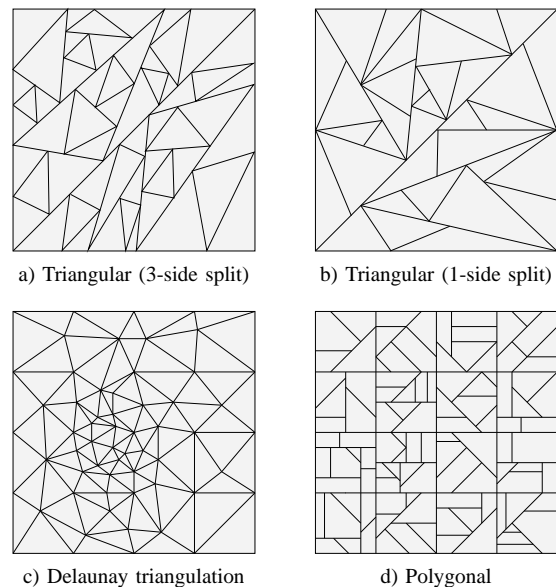 a) Triangular (3-side split)
b) Triangular (1-side split)
c) Delaunay triangulation
d) Polygonal